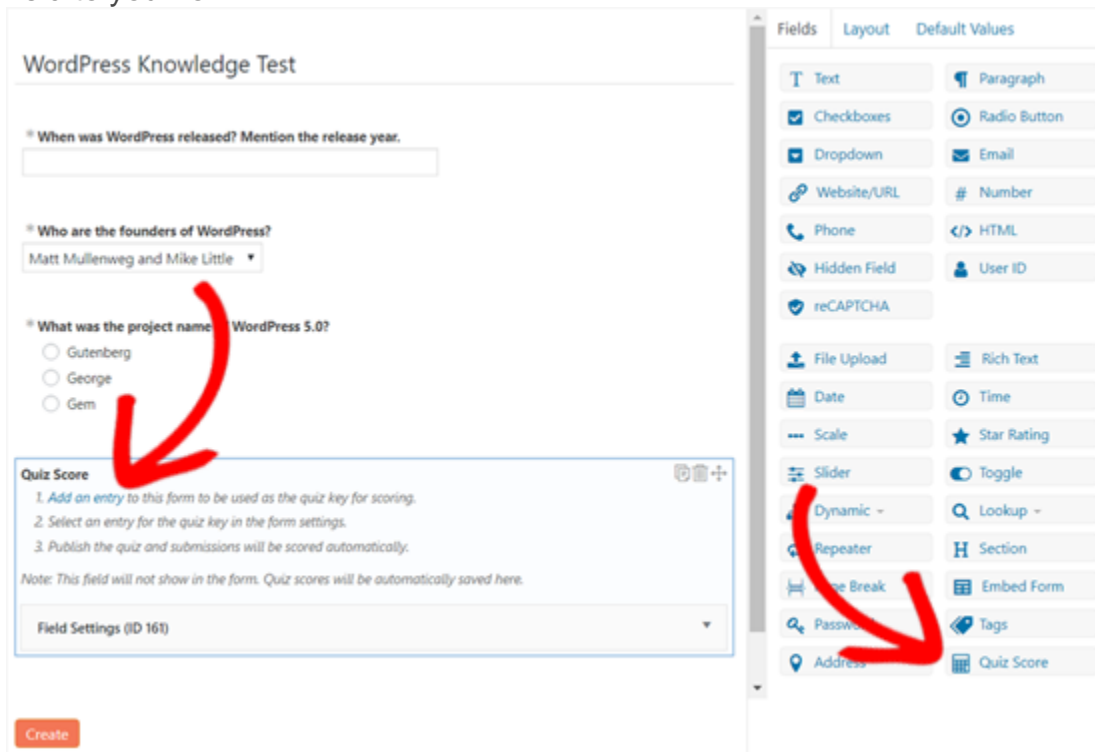 WordPress Knowledge Test
* When was WordPress released? Mention the release year.
* Who are the founders of WordPress?
Matt Mullenweg and Mike Little
* What was the project name WordPress 5.0?
Gutenberg
George
Gem
Quiz Score
1. Add an entry to this form to be used as the quiz key for scoring.
2. Select an entry for the quiz key in the form settings.
3. Publish the quiz and submissions will be scored automatically.
Note: This field will not show in the form. Quiz scores will be automatically saved here.
Field Settings (ID 161)
Create
Fields Layout Default Values
Text Paragraph
Checkboxes Radio Button
Dropdown Email
Website/URL # Number
Phone </> HTML
Hidden Field User ID
reCAPTCHA
File Upload Rich Text
Date Time
Scale Star Rating
Slider Toggle
Dynamic Lookup
Repeater Section
Break Embed Form
Tags
Address Quiz Score